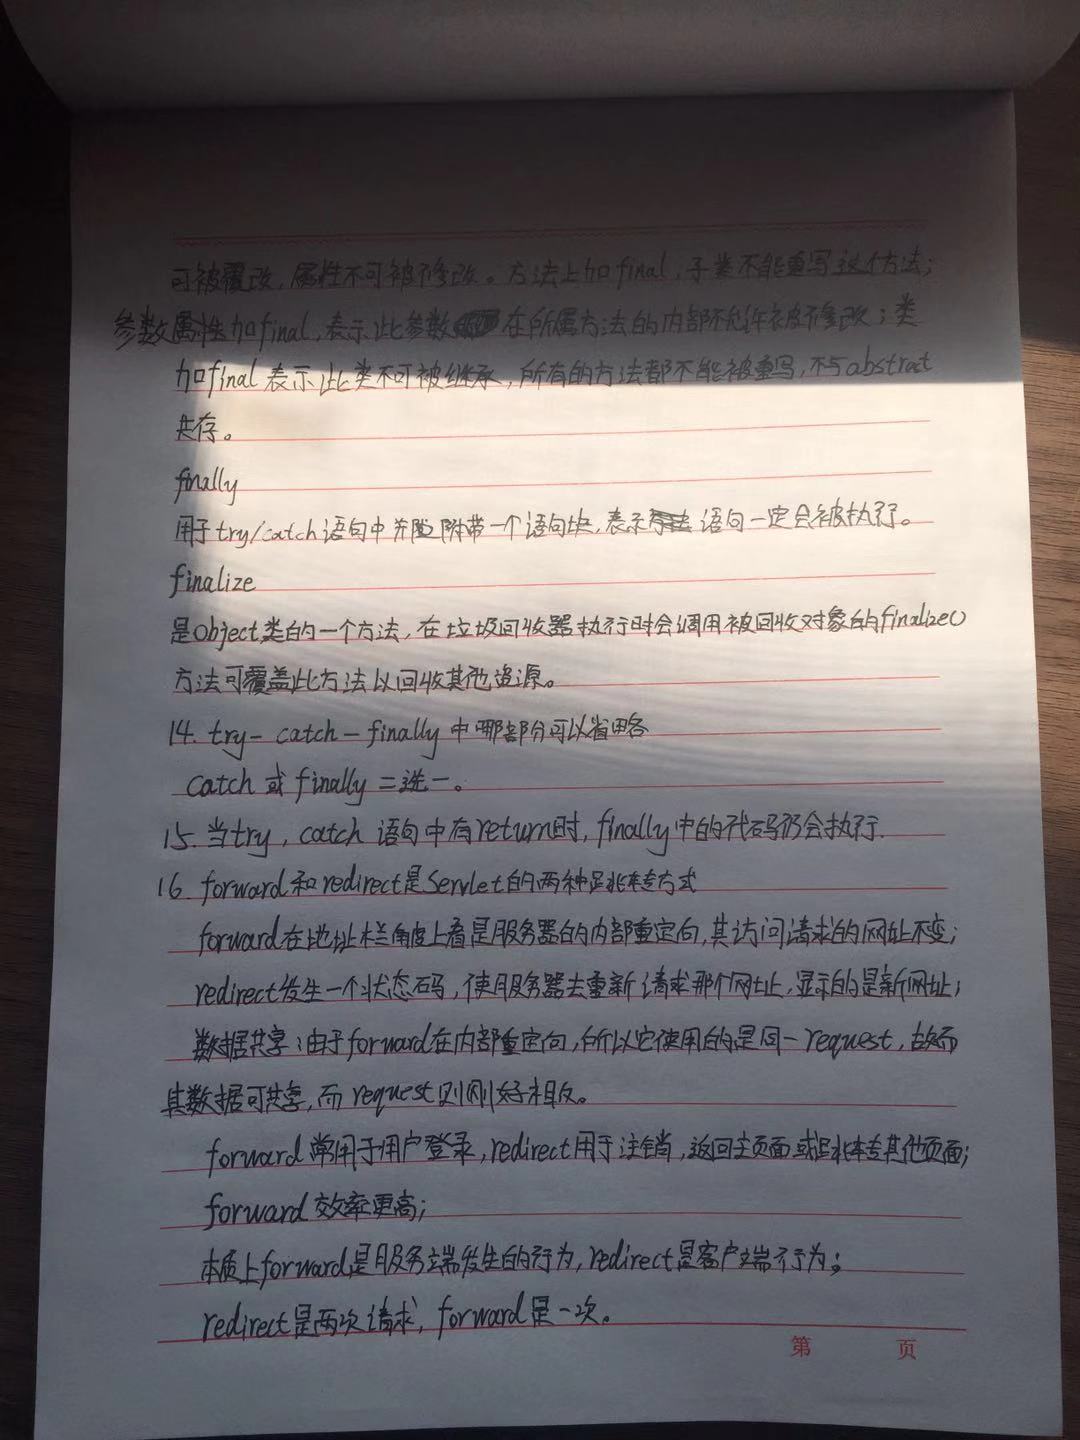 可被覆改，属性不可被修改。方法上加final，子类不能重写这个方法；
参数属性加final，表示此参数在所属方法的内部不允许被修改；类
加final表示此类不可被继承，所有的方法都不能被重写，不与abstrat
共存。
finally
用于try/catch语句中并附带一个语句块，表示语句一定会被执行。
finalize
是Object类的一个方法，在垃圾回收器执行时会调用被回收对象的finalize()
方法可覆盖此方法以回收其他资源。
14. try-catch-finally中哪部分可以省略
catch或finally二选一。
15. 当try，catch语句中有return时，finally中的代码仍会执行.
16. forward和redirect是Servlet的两种跳转方式
forward在地址栏角度上看是服务器的内部重定向，其访问请求的网址不变；
redirect发生一个状态码，使服务器去重新请求那个网址，显示的是新网址；
数据共享：由于forward在内部重定向，所以它使用的是同一request，故而
其数据可共享，而request则刚好相反。
forward常用于用户登录，redirect用于注销，返回主页面或跳转其他页面；
forward效率更高；
本质上forward是服务端发生的行为，redirect是客户端行为；
redirect是两次请求，forward是一次。
第 页